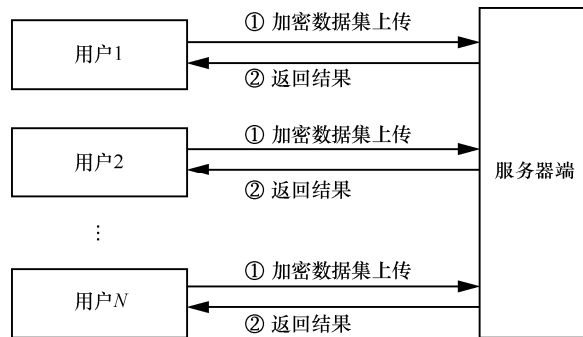 ① 加密数据集上传
用户1
② 返回结果
① 加密数据集上传
用户2
② 返回结果
服务器端
⋮
① 加密数据集上传
用户N
② 返回结果